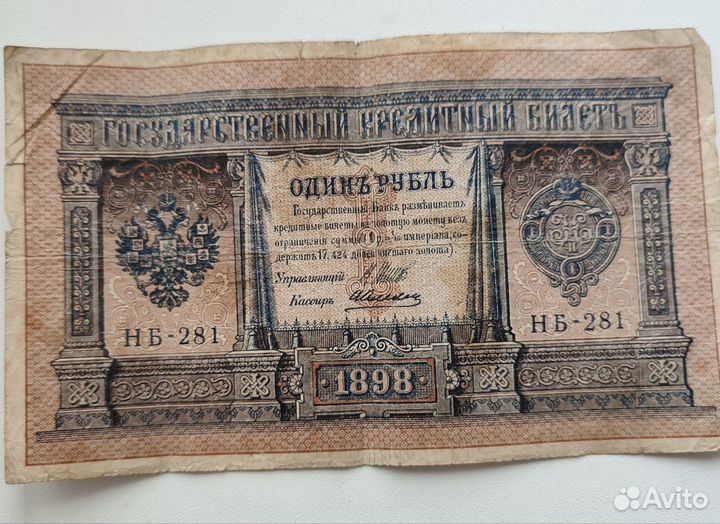 ГОСУДАРСТВЕННЫЙ КРЕДИТНЫЙ БИЛЕТЪ
ОДИНЪ РУБЛЬ
Государственный Банкъ размѣниваетъ
кредитные билеты на золотую монету безъ
ограниченія суммы (1 р. = 1/15 имперіала, со-
держитъ 17,424 долей чистаго золота).
Управляющій
Кассиръ
НБ-281
НБ-281
1898
Avito